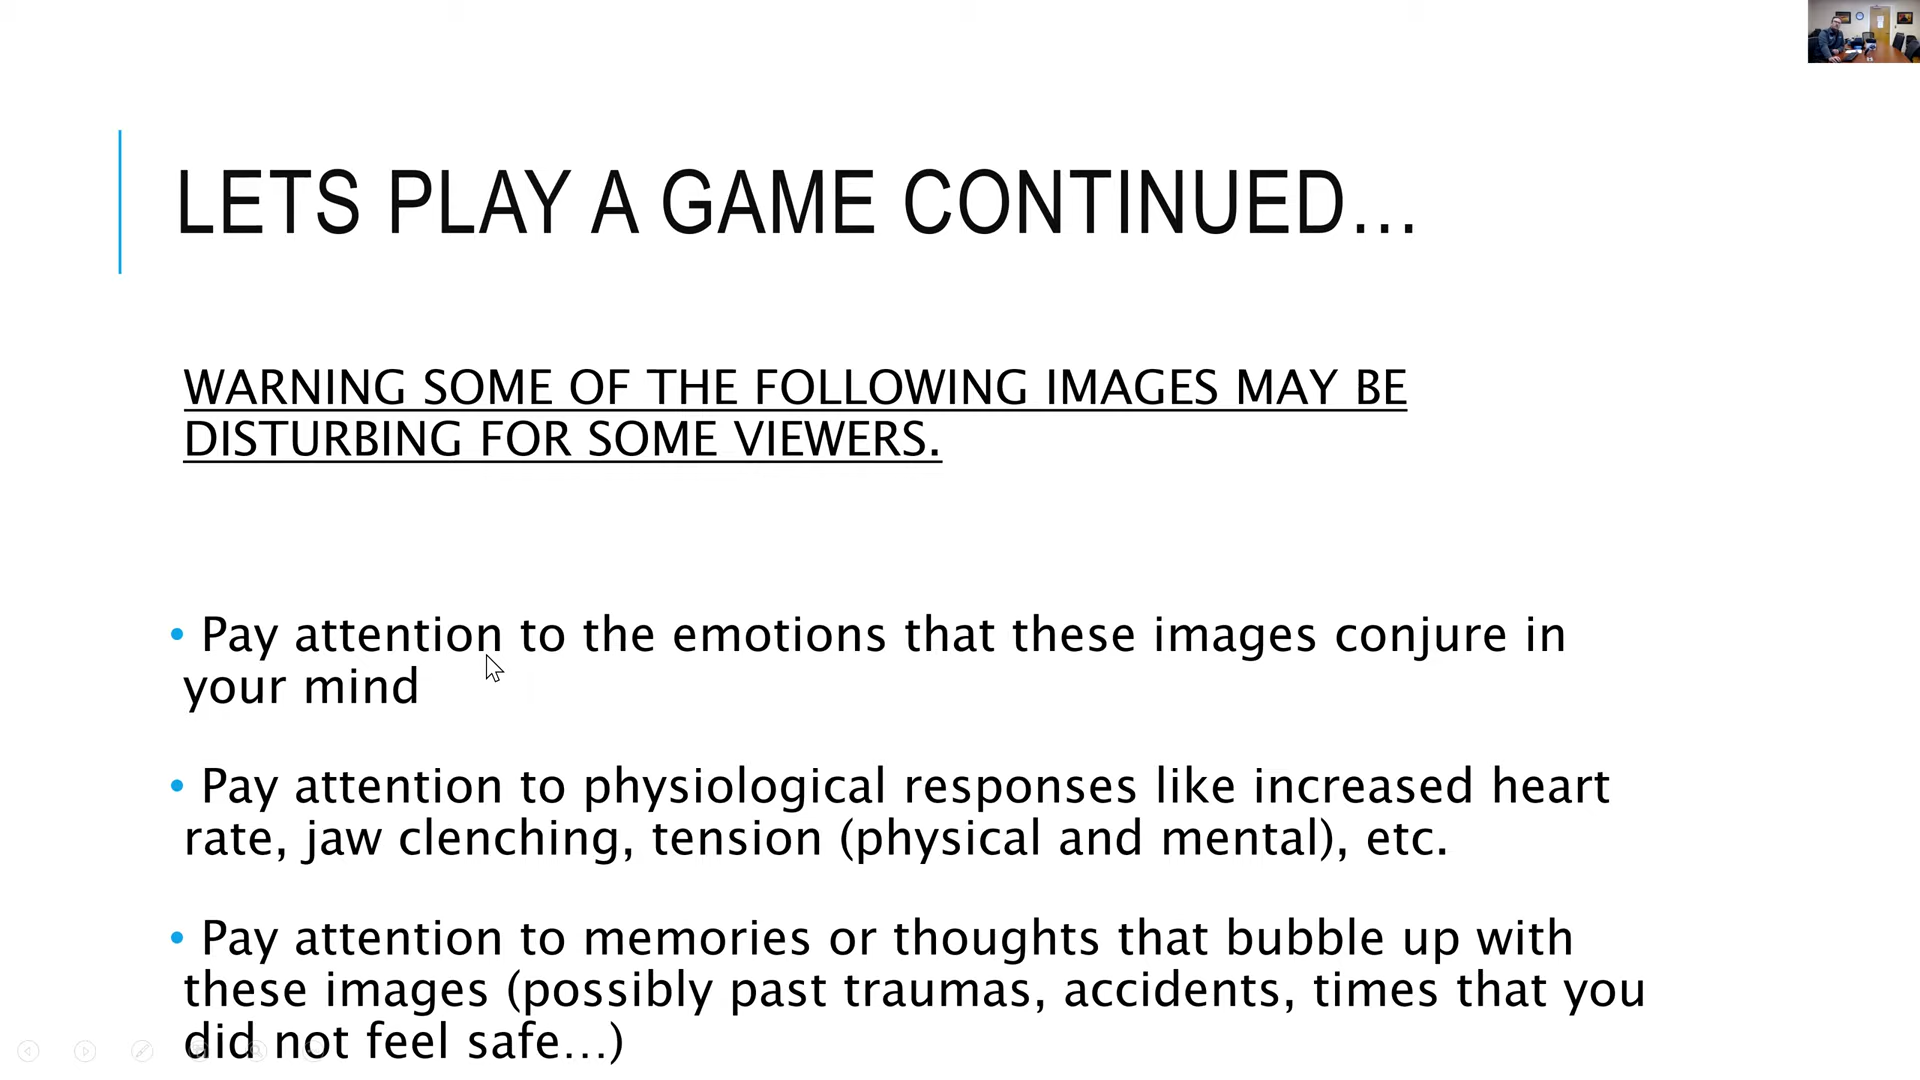 LETS PLAY A GAME CONTINUED...
WARNING SOME OF THE FOLLOWING IMAGES MAY BE
DISTURBING FOR SOME VIEWERS.
• Pay attention to the emotions that these images conjure in
your mind
• Pay attention to physiological responses like increased heart
rate, jaw clenching, tension (physical and mental), etc.
• Pay attention to memories or thoughts that bubble up with
these images (possibly past traumas, accidents, times that you
did not feel safe...)